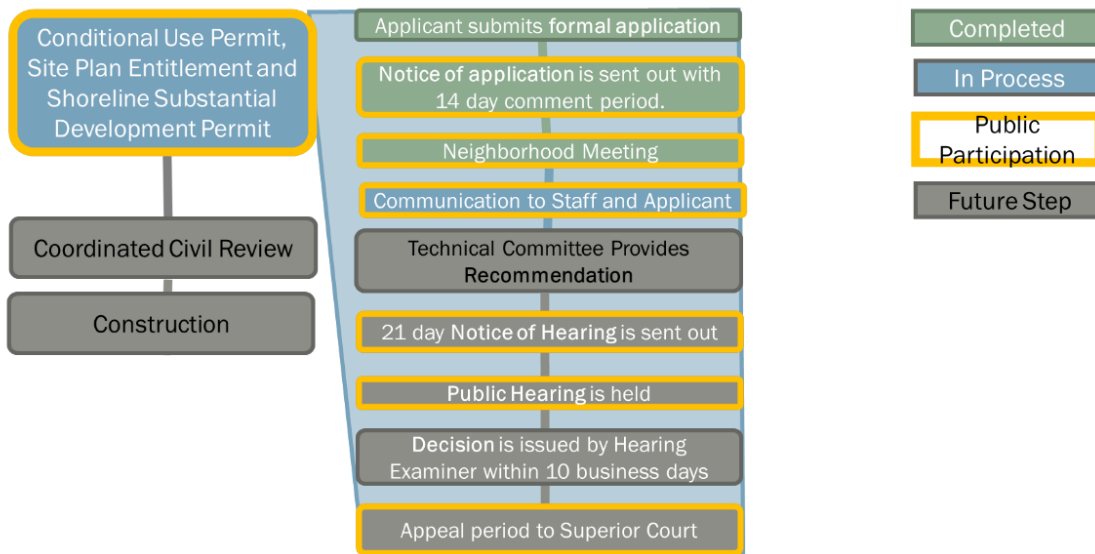 Conditional Use Permit,
Site Plan Entitlement and
Shoreline Substantial
Development Permit
Coordinated Civil Review
Construction
Applicant submits formal application
Notice of application is sent out with
14 day comment period.
Neighborhood Meeting
Communication to Staff and Applicant
Technical Committee Provides
Recommendation
21 day Notice of Hearing is sent out
Public Hearing is held
Decision is issued by Hearing
Examiner within 10 business days
Appeal period to Superior Court
Completed
In Process
Public
Participation
Future Step